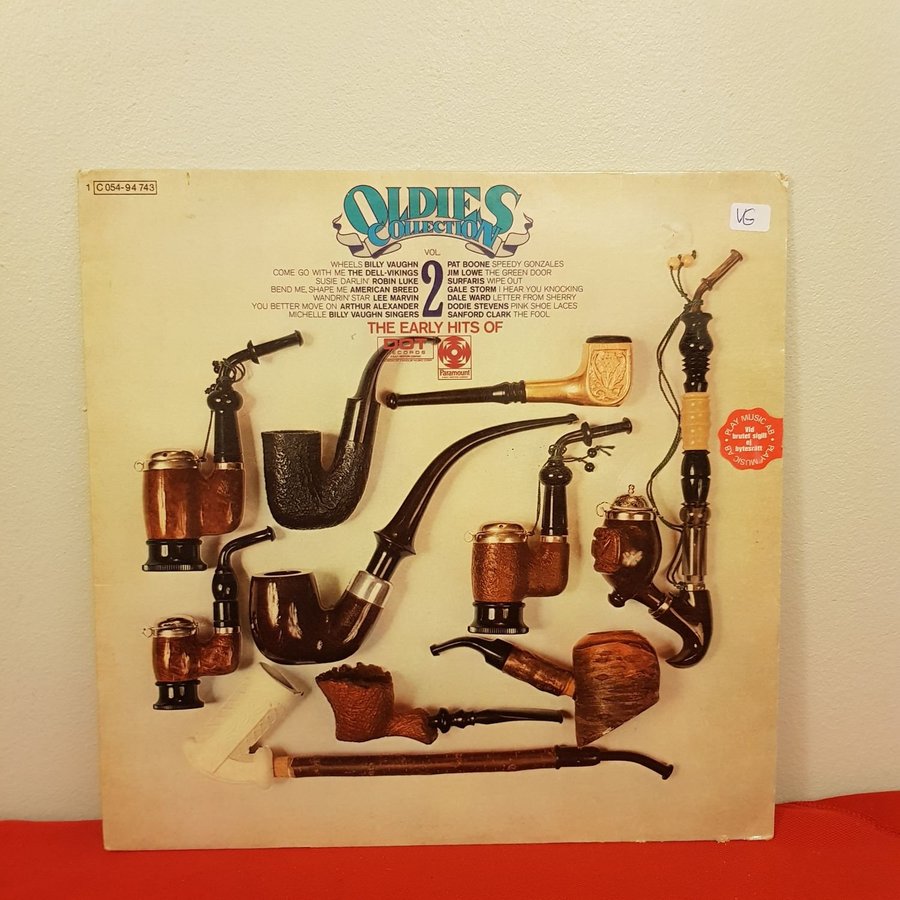 1 C 054-94 743
OLDIES
COLLECTION
VG
VOL.
2
WHEELS BILLY VAUGHN
COME GO WITH ME THE DELL-VIKINGS
SUSIE DARLIN' ROBIN LUKE
BEND ME, SHAPE ME AMERICAN BREED
WANDRIN' STAR LEE MARVIN
YOU BETTER MOVE ON ARTHUR ALEXANDER
MICHELLE BILLY VAUGHN SINGERS
PAT BOONE SPEEDY GONZALES
JIM LOWE THE GREEN DOOR
SURFARIS WIPE OUT
GALE STORM I HEAR YOU KNOCKING
DALE WARD LETTER FROM SHERRY
DODIE STEVENS PINK SHOE LACES
SANFORD CLARK THE FOOL
THE EARLY HITS OF
DOT
RECORDS
Paramount
PLAY MUSIC AB
Vid
brutet sigill
ej
bytesrätt
PLAY MUSIC AB